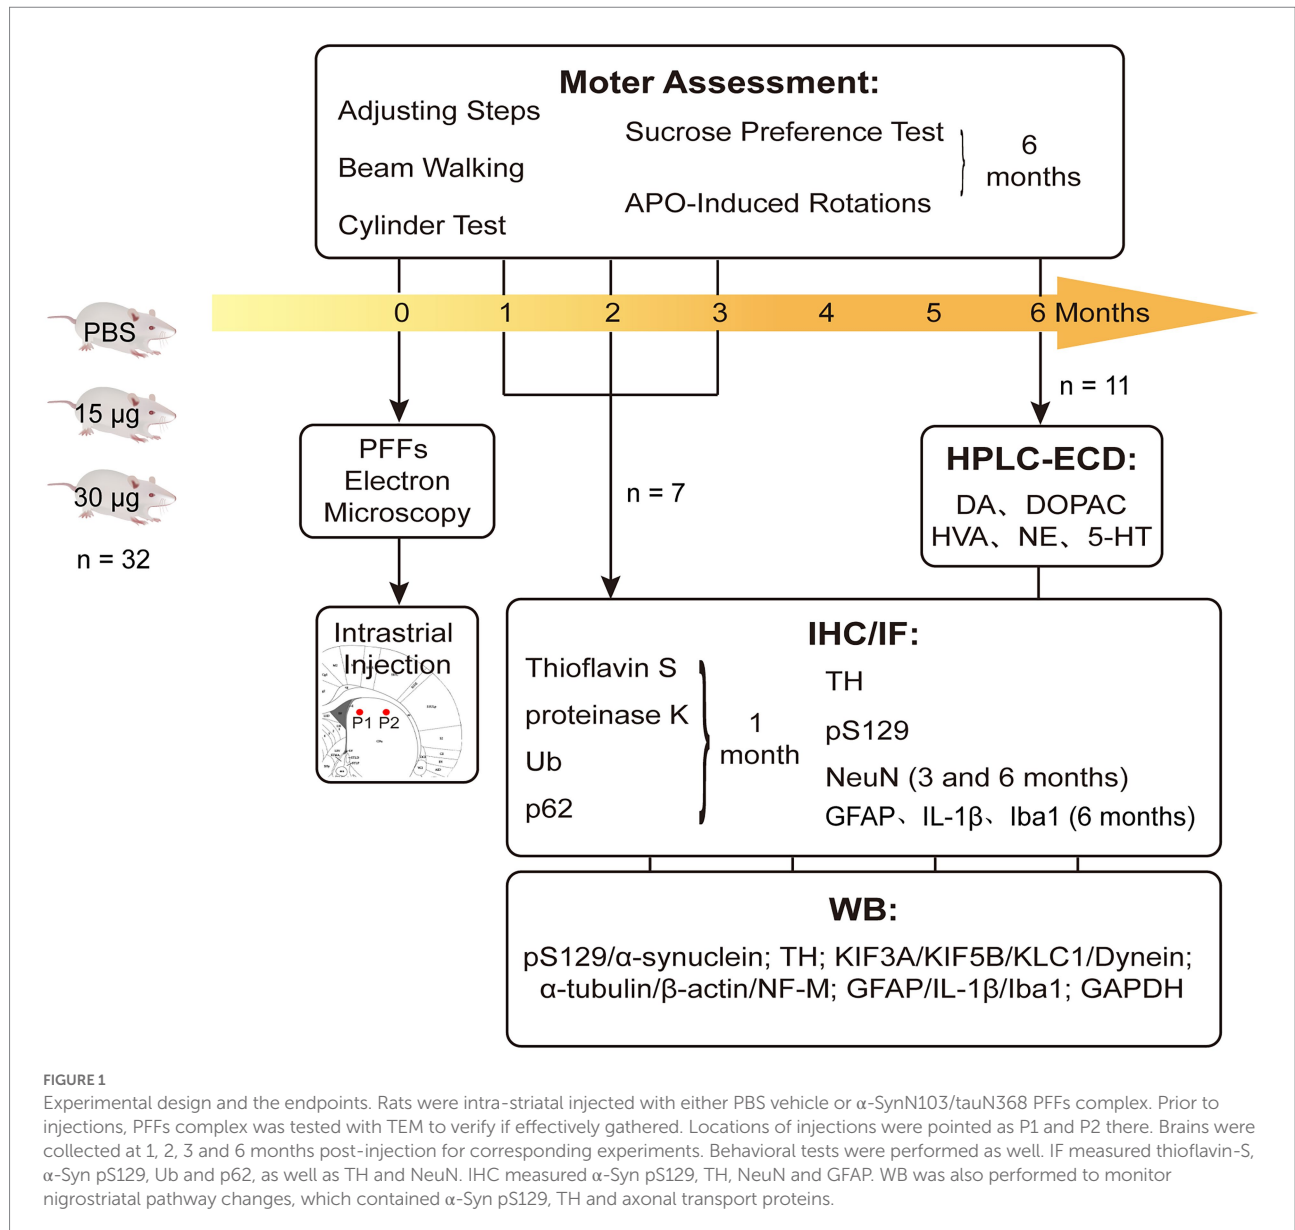 Moter Assessment:
Adjusting Steps
Beam Walking
Cylinder Test
Sucrose Preference Test
APO-Induced Rotations
6
months
PBS
15 µg
30 µg
n = 32
0 1 2 3 4 5 6 Months
n = 11
n = 7
PFFs
Electron
Microscopy
Intrastrial
Injection
P1 P2
HPLC-ECD:
DA、DOPAC
HVA、NE、5-HT
IHC/IF:
Thioflavin S
proteinase K
Ub
p62
1
month
TH
pS129
NeuN (3 and 6 months)
GFAP、IL-1β、Iba1 (6 months)
WB:
pS129/α-synuclein; TH; KIF3A/KIF5B/KLC1/Dynein;
α-tubulin/β-actin/NF-M; GFAP/IL-1β/Iba1; GAPDH
FIGURE 1
Experimental design and the endpoints. Rats were intra-striatal injected with either PBS vehicle or α-SynN103/tauN368 PFFs complex. Prior to
injections, PFFs complex was tested with TEM to verify if effectively gathered. Locations of injections were pointed as P1 and P2 there. Brains were
collected at 1, 2, 3 and 6 months post-injection for corresponding experiments. Behavioral tests were performed as well. IF measured thioflavin-S,
α-Syn pS129, Ub and p62, as well as TH and NeuN. IHC measured α-Syn pS129, TH, NeuN and GFAP. WB was also performed to monitor
nigrostriatal pathway changes, which contained α-Syn pS129, TH and axonal transport proteins.